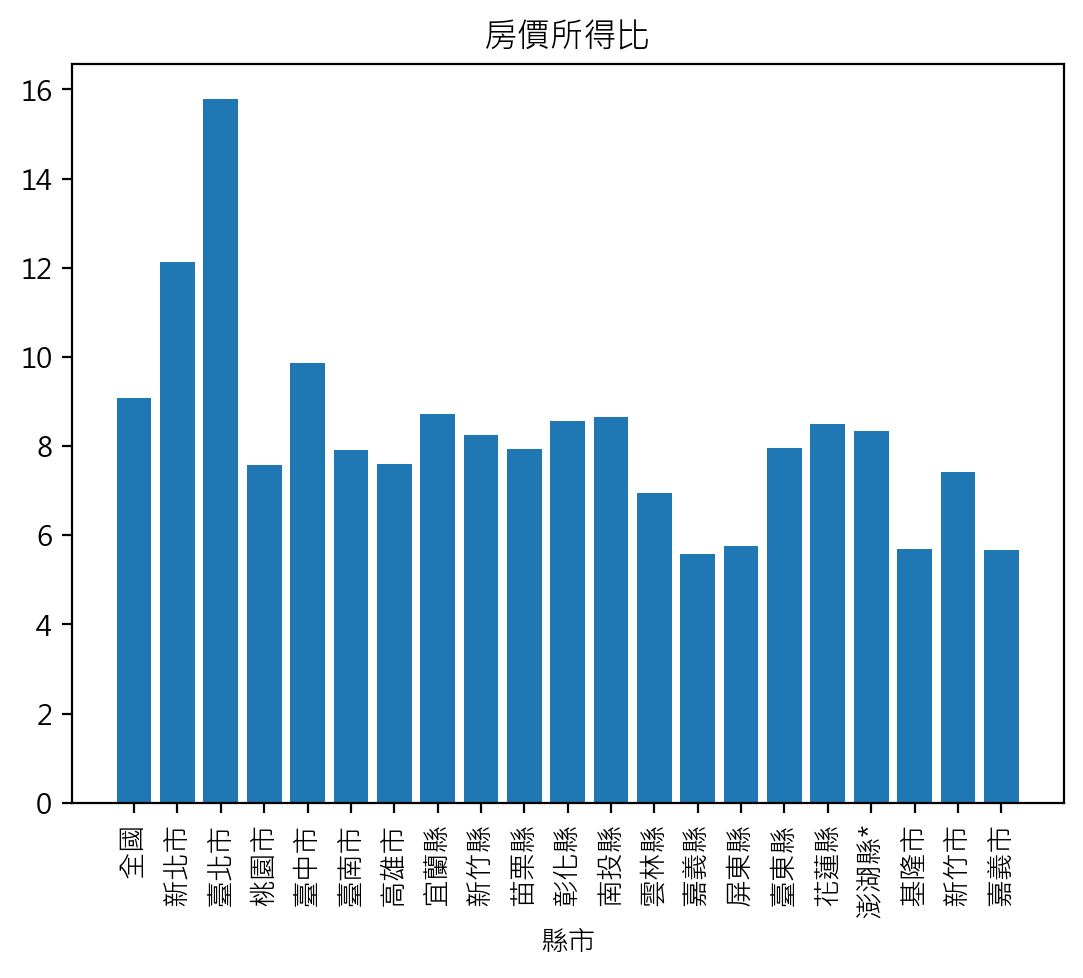 房價所得比
16
14
12
10
8
6
4
2
0
全國
新北市
臺北市
桃園市
臺中市
臺南市
高雄市
宜蘭縣
新竹縣
苗栗縣
彰化縣
南投縣
雲林縣
嘉義縣
屏東縣
臺東縣
花蓮縣
澎湖縣*
基隆市
新竹市
嘉義市
縣市